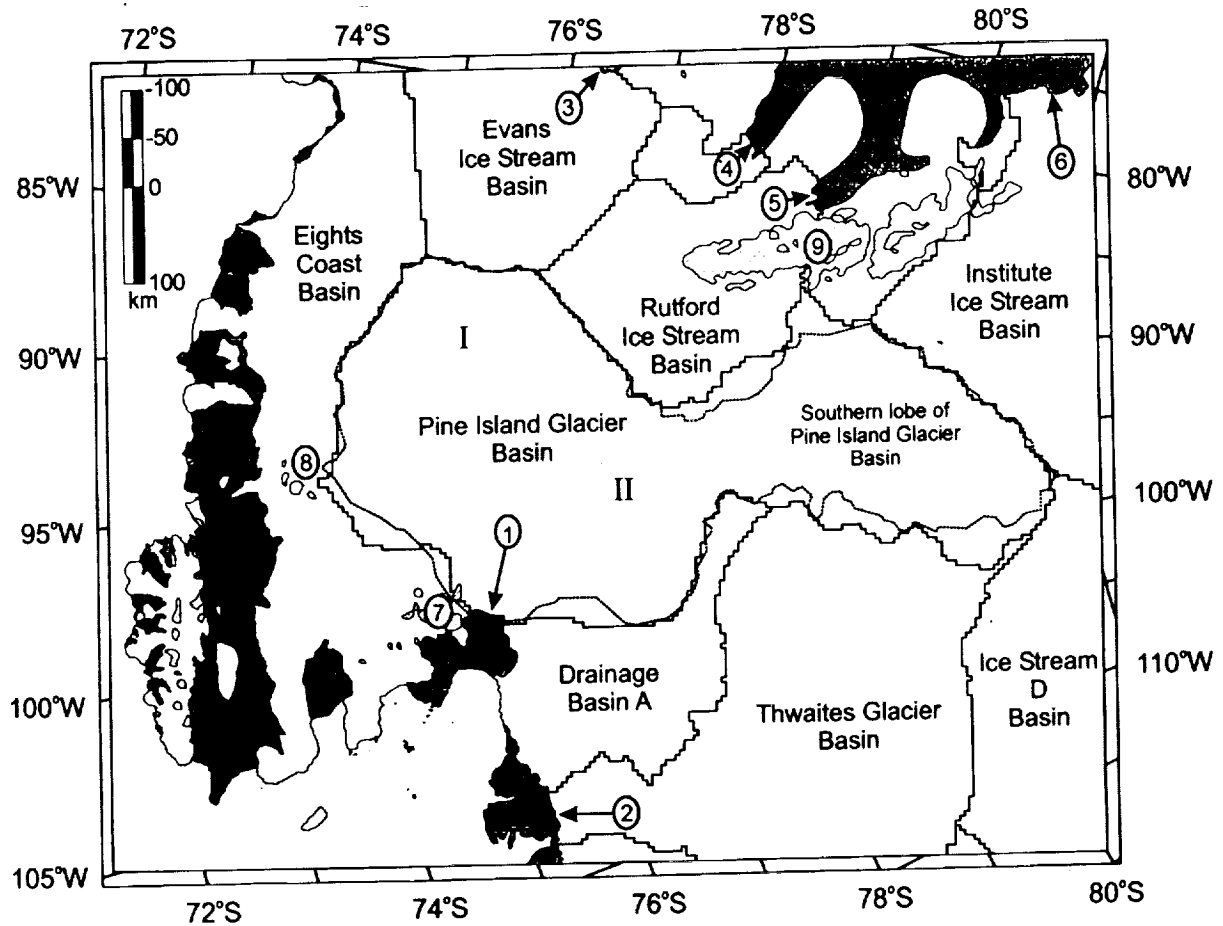 72°S
74°S
76°S
78°S
80°S
-100
-50
0
100
km
85°W
90°W
95°W
100°W
105°W
80°W
90°W
100°W
110°W
3
Evans
Ice Stream
Basin
4
5
6
Eights
Coast
Basin
9
Institute
Ice Stream
Basin
Rutford
Ice Stream
Basin
I
Pine Island Glacier
Basin
Southern lobe of
Pine Island Glacier
Basin
8
II
1
7
Drainage
Basin A
Thwaites Glacier
Basin
Ice Stream
D
Basin
2
72°S
74°S
76°S
78°S
80°S